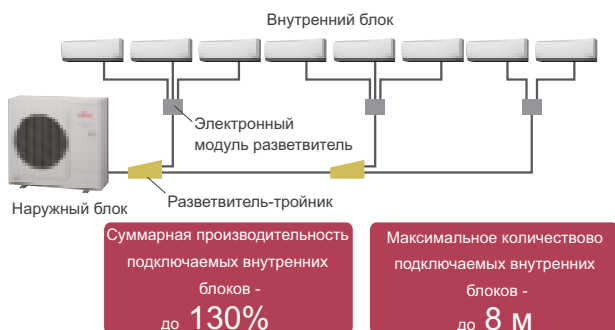 Внутренний блок
Электронный
модуль разветвитель
Разветвитель-тройник
Наружный блок
Суммарная производительность
подключаемых внутренних
блоков -
до 130%
Максимальное количествово
подключаемых внутренних
блоков -
до 8 м